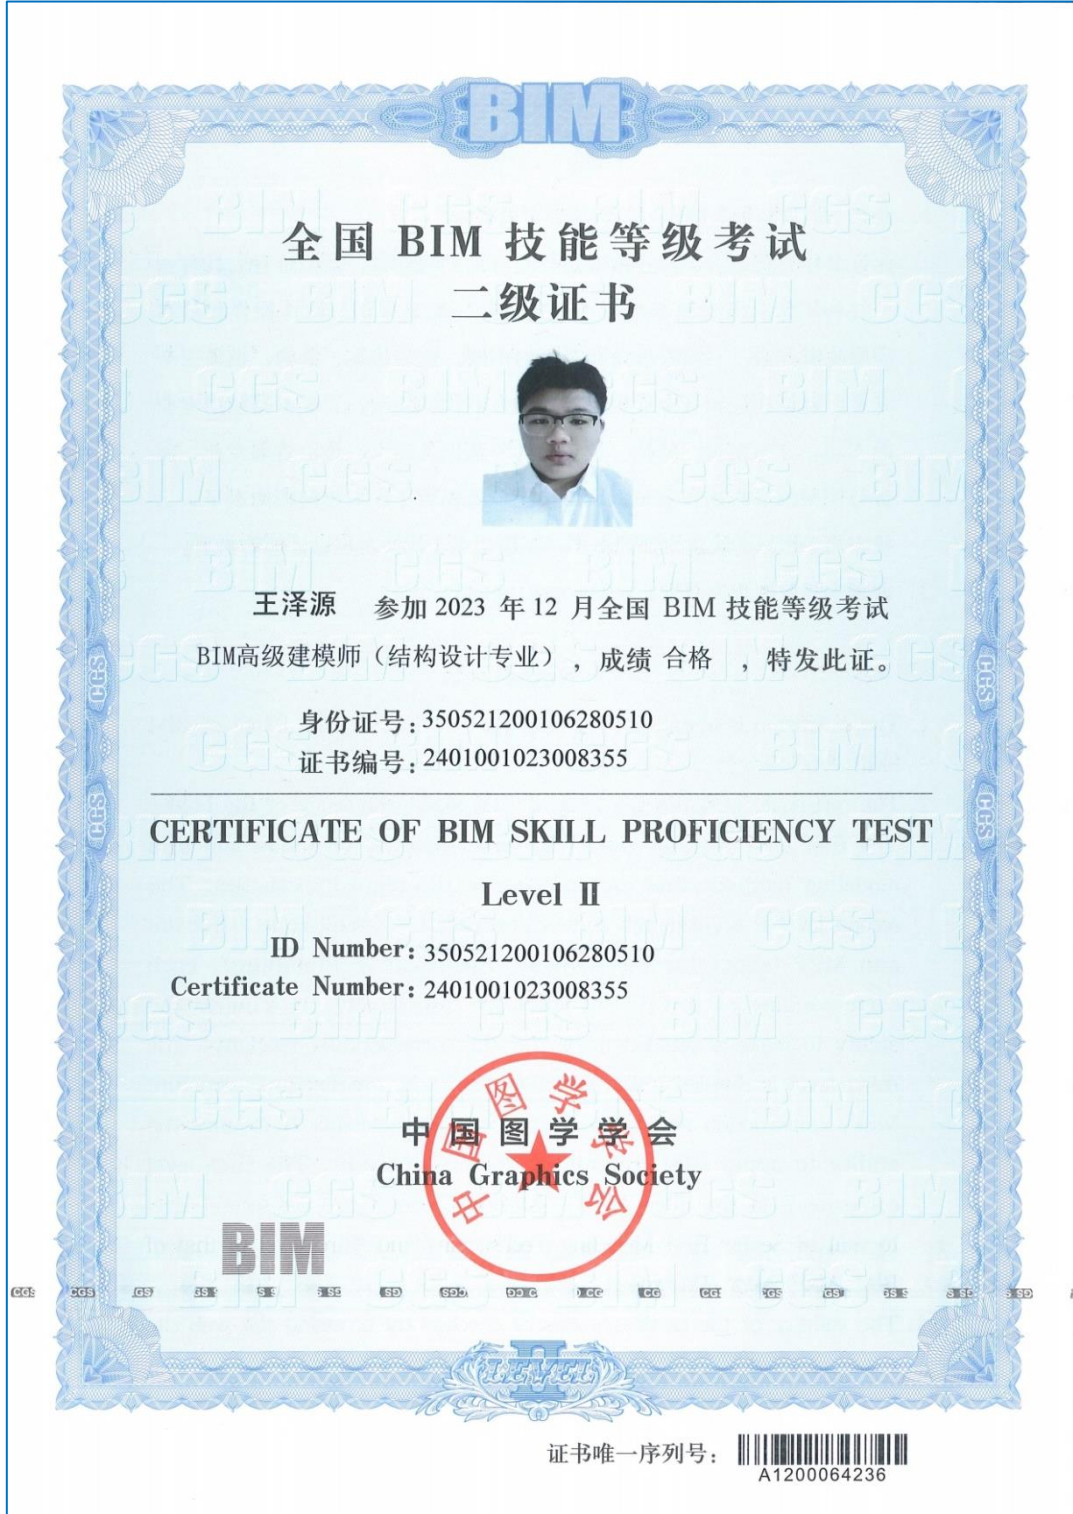 BIM
全国 BIM 技能等级考试
二级证书
王泽源 参加 2023 年 12 月全国 BIM 技能等级考试
BIM高级建模师（结构设计专业），成绩 合格 ，特发此证。
身份证号：350521200106280510
证书编号：2401001023008355
CERTIFICATE OF BIM SKILL PROFICIENCY TEST
Level Ⅱ
ID Number：350521200106280510
Certificate Number：2401001023008355
中国图学学会
China Graphics Society
中国图学学会
BIM
LEVEL Ⅱ
证书唯一序列号：
A1200064236